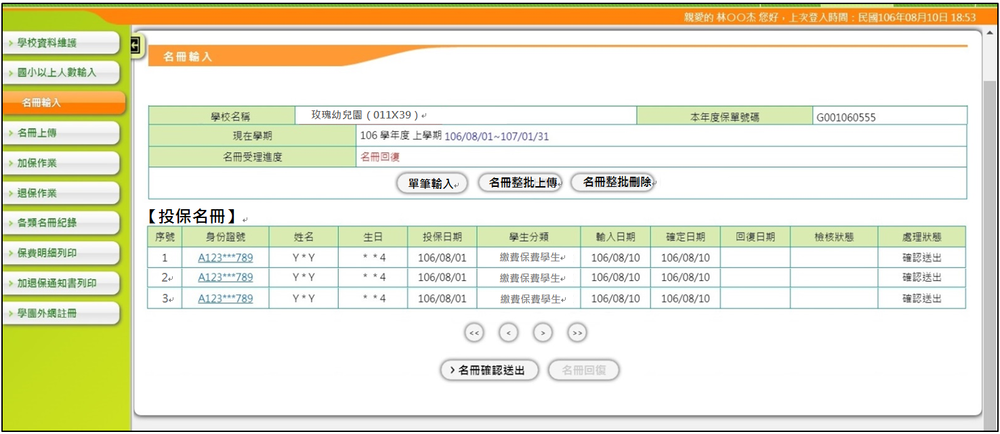 親愛的 林〇〇杰 您好，上次登入時間：民國106年08月10日 18:53
學校資料維護
國小以上人數輸入
名冊輸入
名冊上傳
加保作業
退保作業
各類名冊紀錄
保費明細列印
加退保通知書列印
學園外網註冊
名冊輸入
學校名稱 玫瑰幼兒園（011X39） 本年度保單號碼 G001060555
現在學期 106 學年度 上學期 106/08/01~107/01/31
名冊受理進度 名冊回復
單筆輸入 名冊整批上傳 名冊整批刪除
【投保名冊】
序號 身份證號 姓名 生日 投保日期 學生分類 輸入日期 確定日期 回復日期 檢核狀態 處理狀態
1 A123***789 Y*Y * *4 106/08/01 繳費保費學生 106/08/10 106/08/10 確認送出
2 A123***789 Y*Y * *4 106/08/01 繳費保費學生 106/08/10 106/08/10 確認送出
3 A123***789 Y*Y * *4 106/08/01 繳費保費學生 106/08/10 106/08/10 確認送出
<< < > >>
> 名冊確認送出 名冊回復